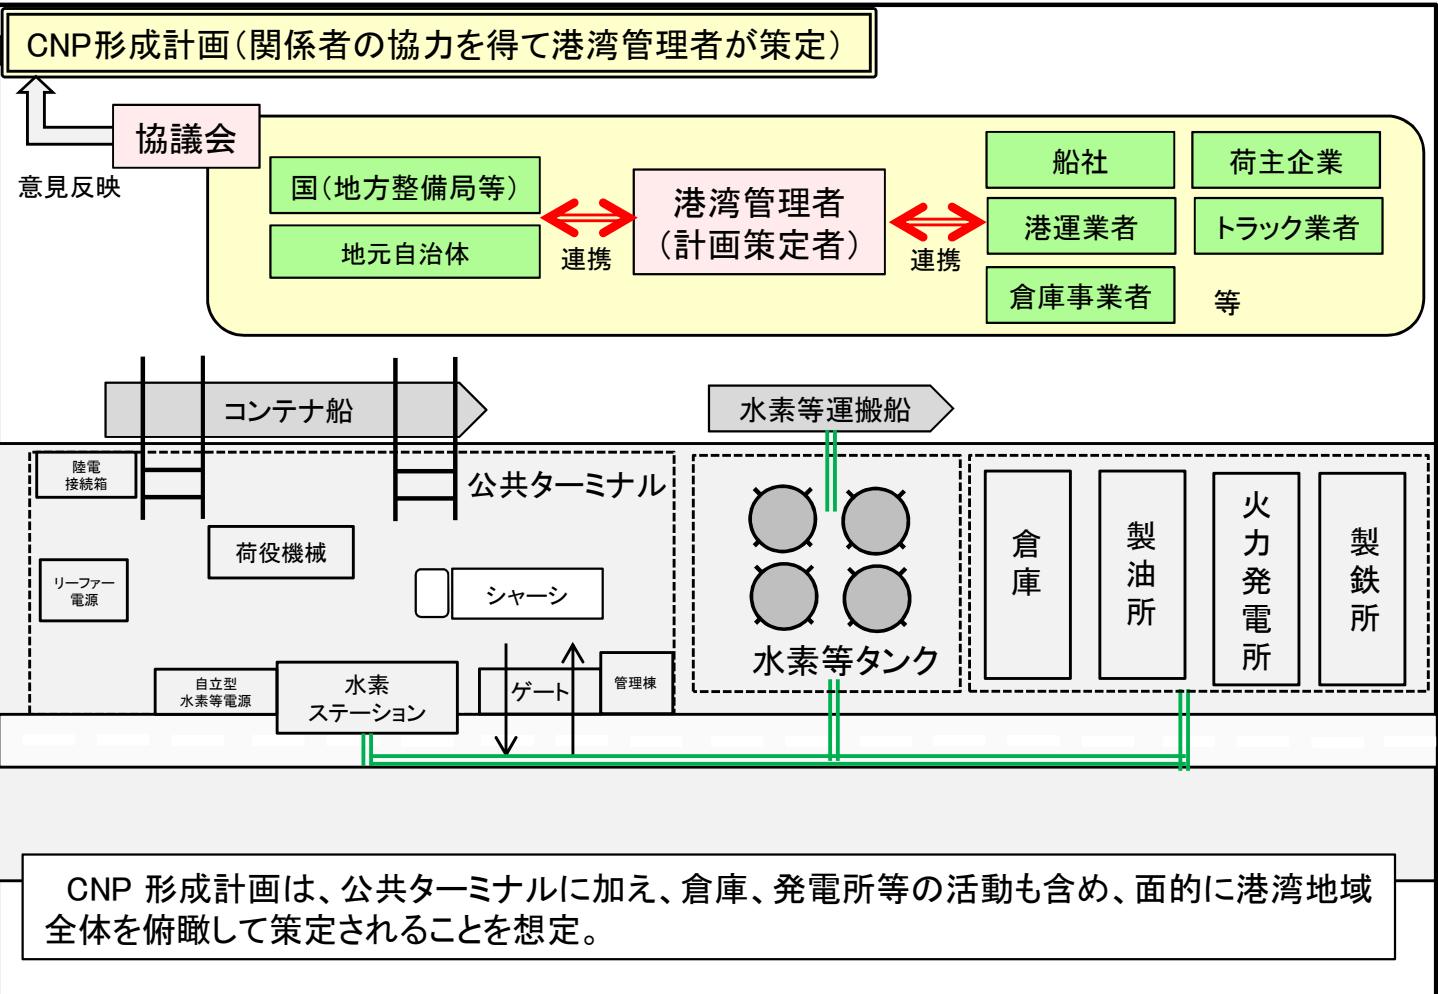 CNP形成計画（関係者の協力を得て港湾管理者が策定）
協議会
意見反映
国（地方整備局等）
地元自治体
連携
港湾管理者
（計画策定者）
連携
船社
荷主企業
港運業者
トラック業者
倉庫事業者
等
コンテナ船
水素等運搬船
陸電
接続箱
公共ターミナル
荷役機械
リーファー
電源
シャーシ
自立型
水素等電源
水素
ステーション
ゲート
管理棟
水素等タンク
倉庫
製油所
火力発電所
製鉄所
CNP 形成計画は、公共ターミナルに加え、倉庫、発電所等の活動も含め、面的に港湾地域
全体を俯瞰して策定されることを想定。